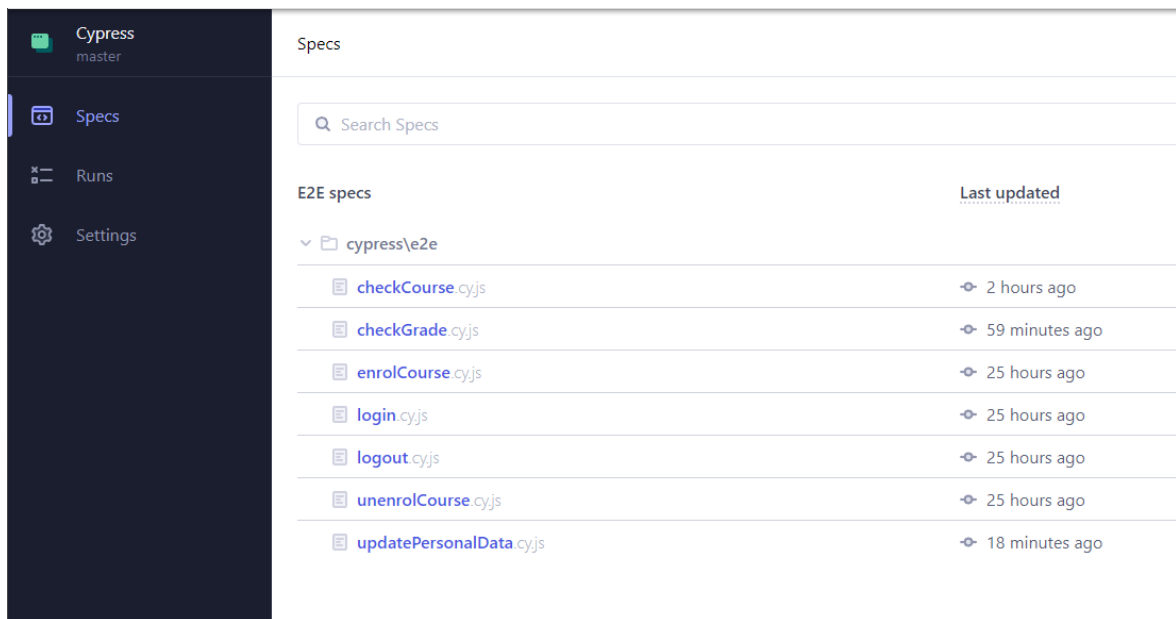 Cypress
master
Specs
Runs
Settings
Specs
Search Specs
E2E specs Last updated
cypress\e2e
checkCourse.cy.js 2 hours ago
checkGrade.cy.js 59 minutes ago
enrolCourse.cy.js 25 hours ago
login.cy.js 25 hours ago
logout.cy.js 25 hours ago
unenrolCourse.cy.js 25 hours ago
updatePersonalData.cy.js 18 minutes ago